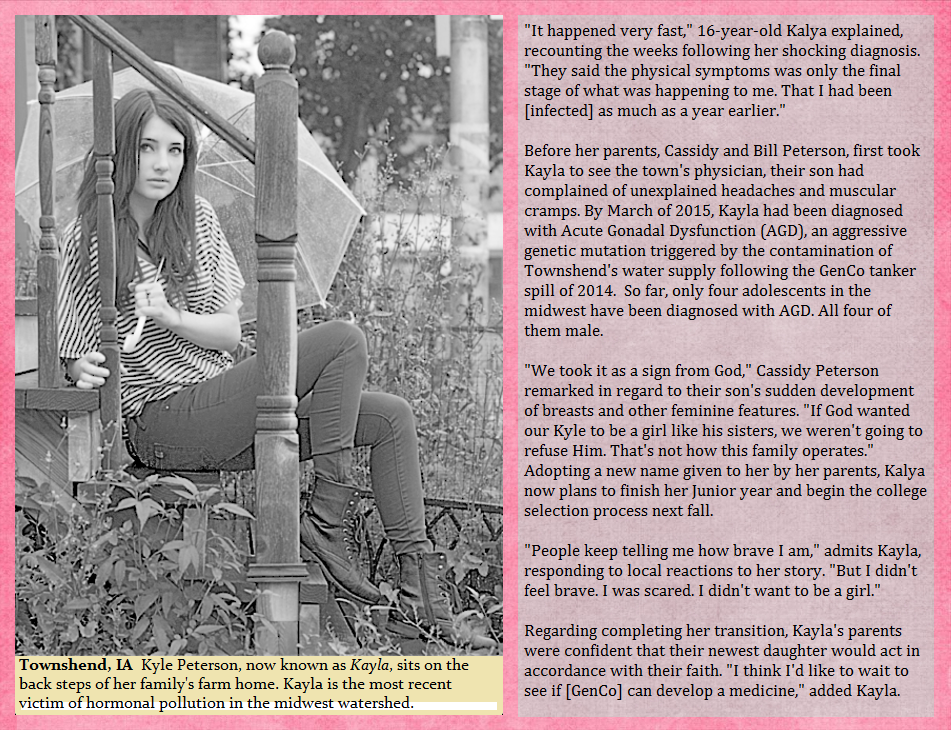 "It happened very fast," 16-year-old Kalya explained,
recounting the weeks following her shocking diagnosis.
"They said the physical symptoms was only the final
stage of what was happening to me. That I had been
[infected] as much as a year earlier."
Before her parents, Cassidy and Bill Peterson, first took
Kayla to see the town's physician, their son had
complained of unexplained headaches and muscular
cramps. By March of 2015, Kayla had been diagnosed
with Acute Gonadal Dysfunction (AGD), an aggressive
genetic mutation triggered by the contamination of
Townshend's water supply following the GenCo tanker
spill of 2014. So far, only four adolescents in the
midwest have been diagnosed with AGD. All four of
them male.
"We took it as a sign from God," Cassidy Peterson
remarked in regard to their son's sudden development
of breasts and other feminine features. "If God wanted
our Kyle to be a girl like his sisters, we weren't going to
refuse Him. That's not how this family operates."
Adopting a new name given to her by her parents, Kalya
now plans to finish her Junior year and begin the college
selection process next fall.
"People keep telling me how brave I am," admits Kayla,
responding to local reactions to her story. "But I didn't
feel brave. I was scared. I didn't want to be a girl."
Regarding completing her transition, Kayla's parents
were confident that their newest daughter would act in
accordance with their faith. "I think I'd like to wait to
see if [GenCo] can develop a medicine," added Kayla.
Townshend, IA Kyle Peterson, now known as Kayla, sits on the
back steps of her family's farm home. Kayla is the most recent
victim of hormonal pollution in the midwest watershed.